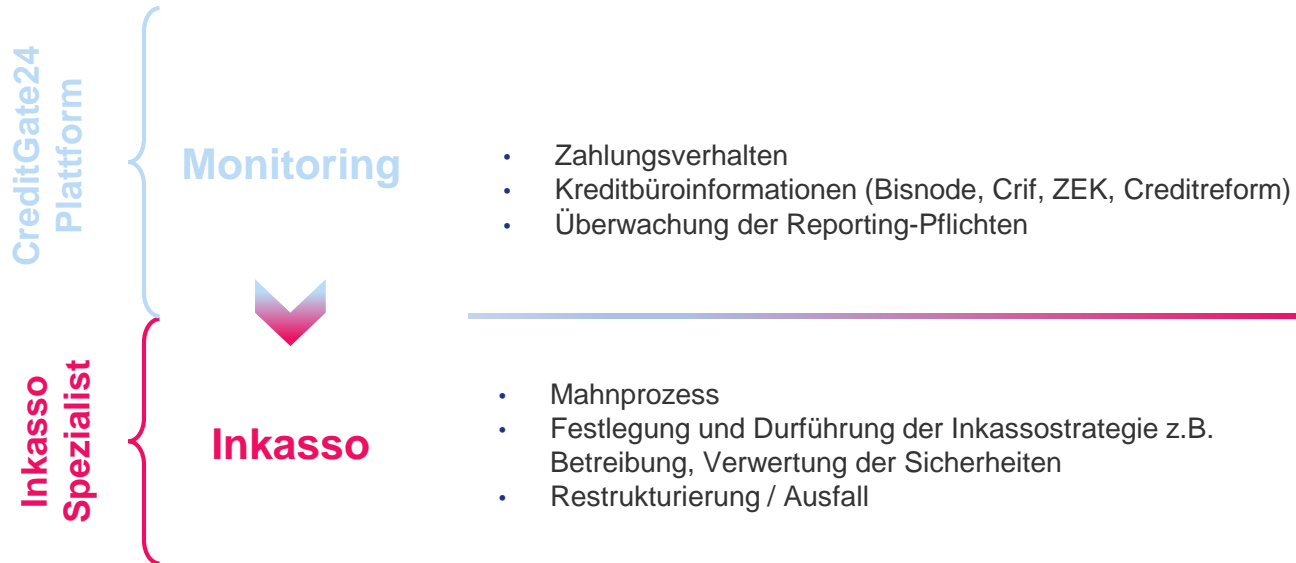 CreditGate24
Plattform
Monitoring
• Zahlungsverhalten
• Kreditbüroinformationen (Bisnode, Crif, ZEK, Creditreform)
• Überwachung der Reporting-Pflichten
Inkasso
Spezialist
Inkasso
• Mahnprozess
• Festlegung und Durführung der Inkassostrategie z.B.
Betreibung, Verwertung der Sicherheiten
• Restrukturierung / Ausfall